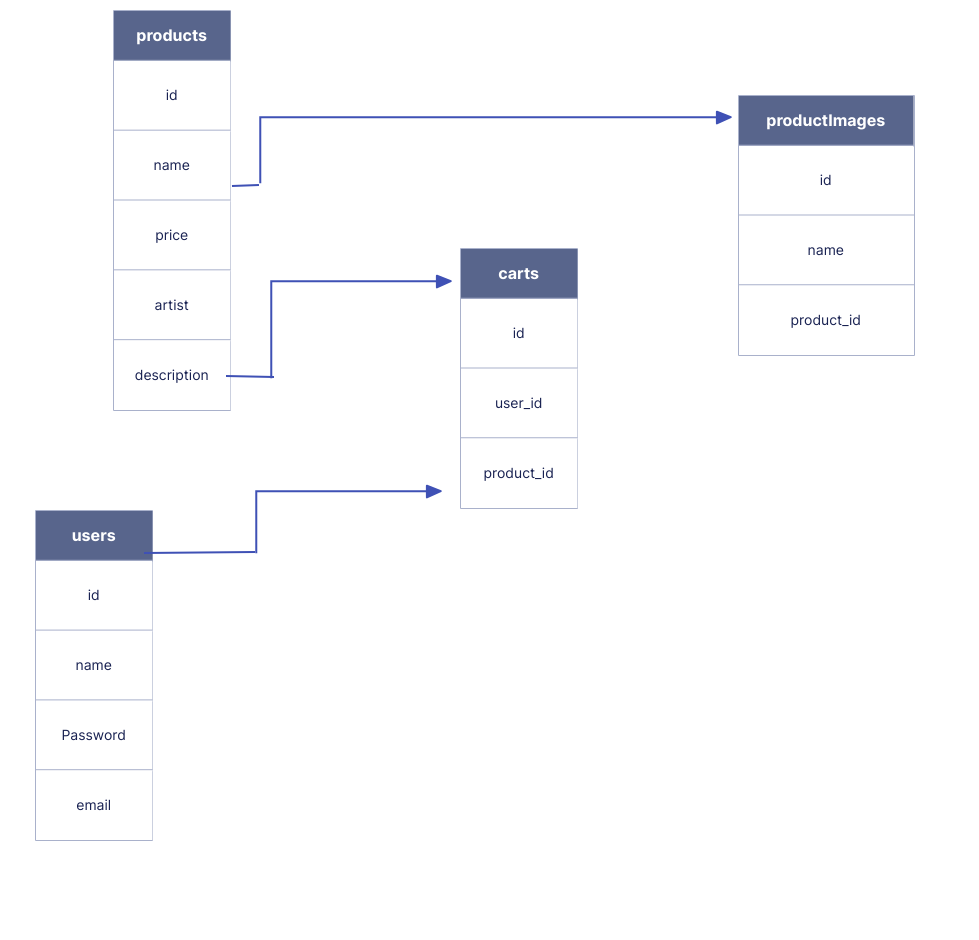 products
id
name
price
artist
description
productImages
id
name
product_id
carts
id
user_id
product_id
users
id
name
Password
email